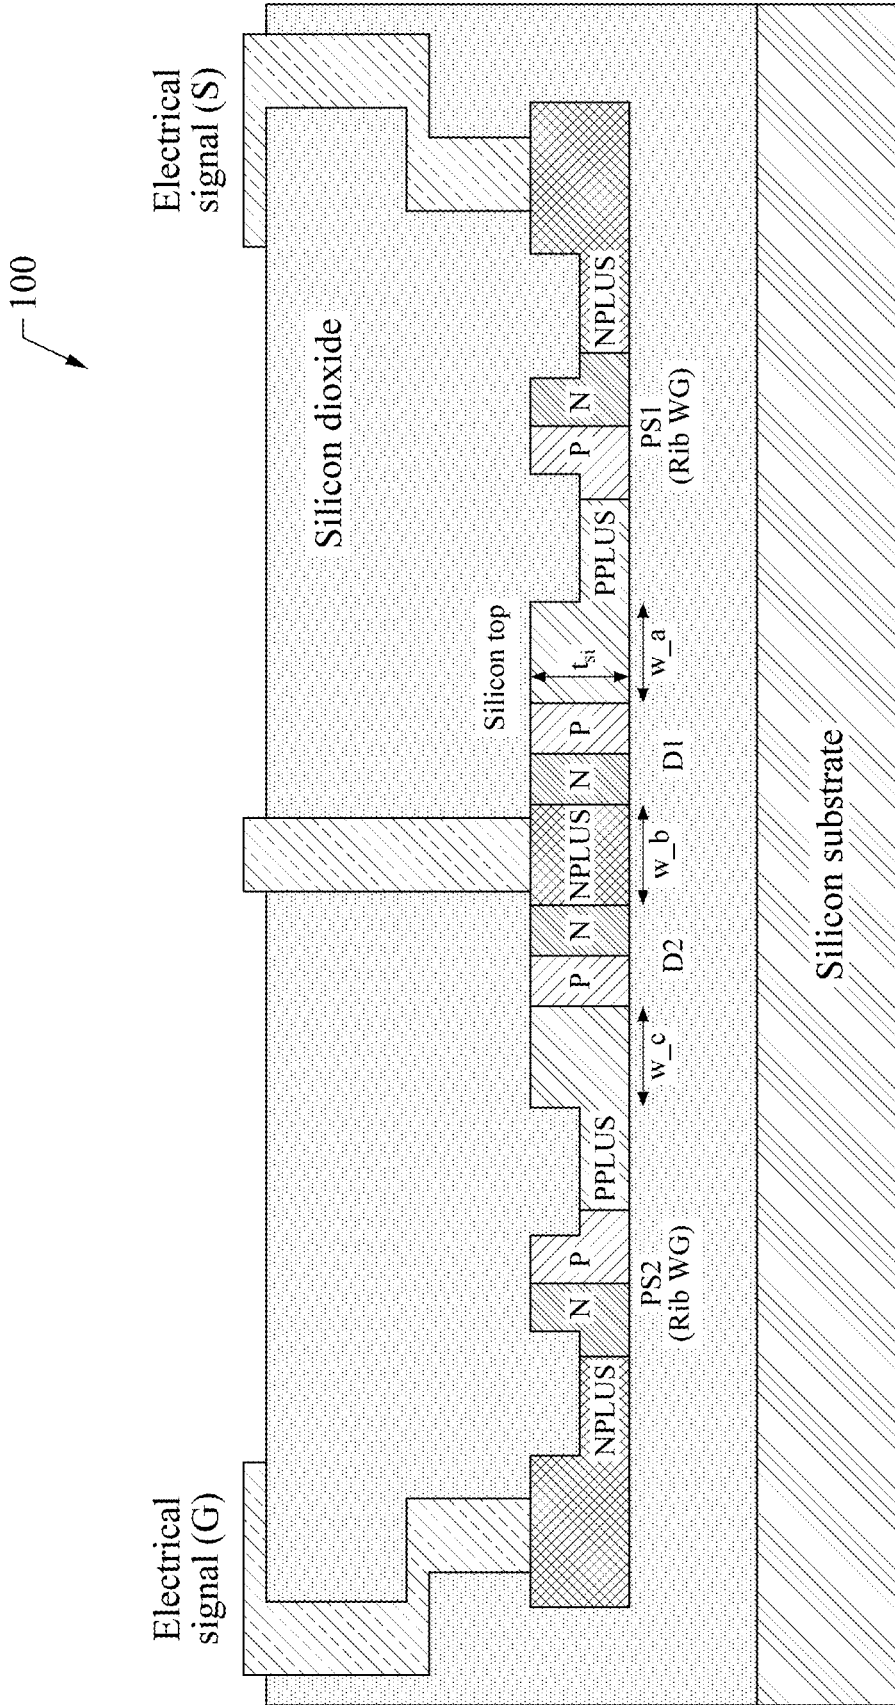 100
Electrical
signal (G)
Electrical
signal (S)
Silicon dioxide
Silicon top
NPLUS
N
P
PPLUS
P
N
NPLUS
N
P
t_si
PPLUS
P
N
NPLUS
PS2
(Rib WG)
w_c
D2
w_b
D1
w_a
PS1
(Rib WG)
Silicon substrate